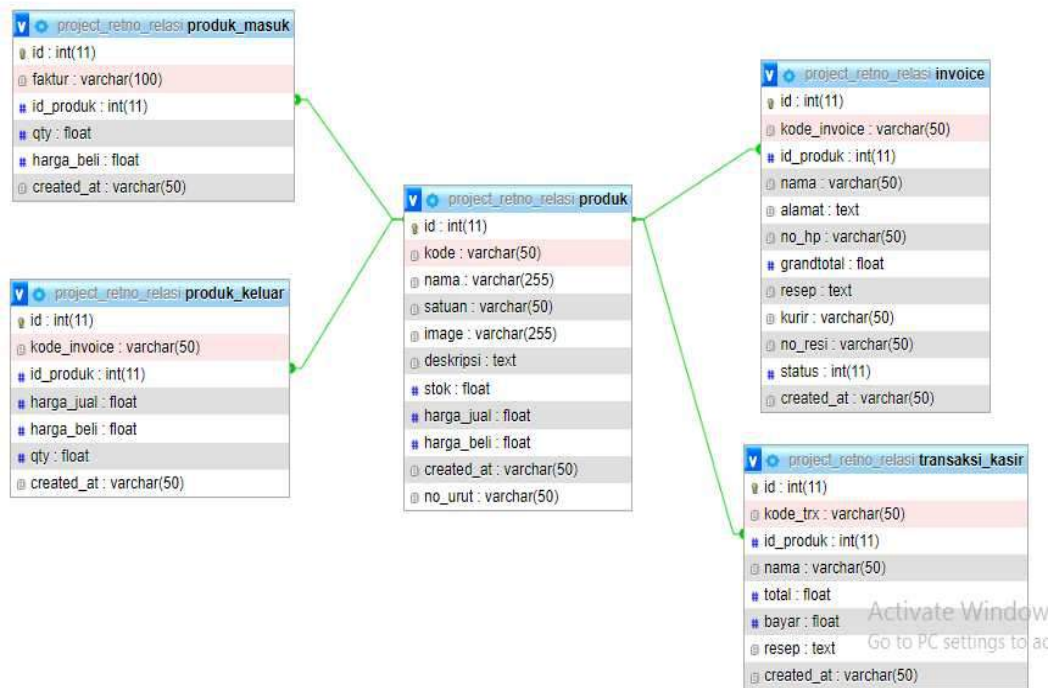 project_retno_relasi produk_masuk
id : int(11)
faktur : varchar(100)
id_produk : int(11)
qty : float
harga_beli : float
created_at : varchar(50)
project_retno_relasi produk_keluar
id : int(11)
kode_invoice : varchar(50)
id_produk : int(11)
harga_jual : float
harga_beli : float
qty : float
created_at : varchar(50)
project_retno_relasi produk
id : int(11)
kode : varchar(50)
nama : varchar(255)
satuan : varchar(50)
image : varchar(255)
deskripsi : text
stok : float
harga_jual : float
harga_beli : float
created_at : varchar(50)
no_urut : varchar(50)
project_retno_relasi invoice
id : int(11)
kode_invoice : varchar(50)
id_produk : int(11)
nama : varchar(50)
alamat : text
no_hp : varchar(50)
grandtotal : float
resep : text
kurir : varchar(50)
no_resi : varchar(50)
status : int(11)
created_at : varchar(50)
project_retno_relasi transaksi_kasir
id : int(11)
kode_trx : varchar(50)
id_produk : int(11)
nama : varchar(50)
total : float
bayar : float
resep : text
created_at : varchar(50)
Activate Window
Go to PC settings to ac